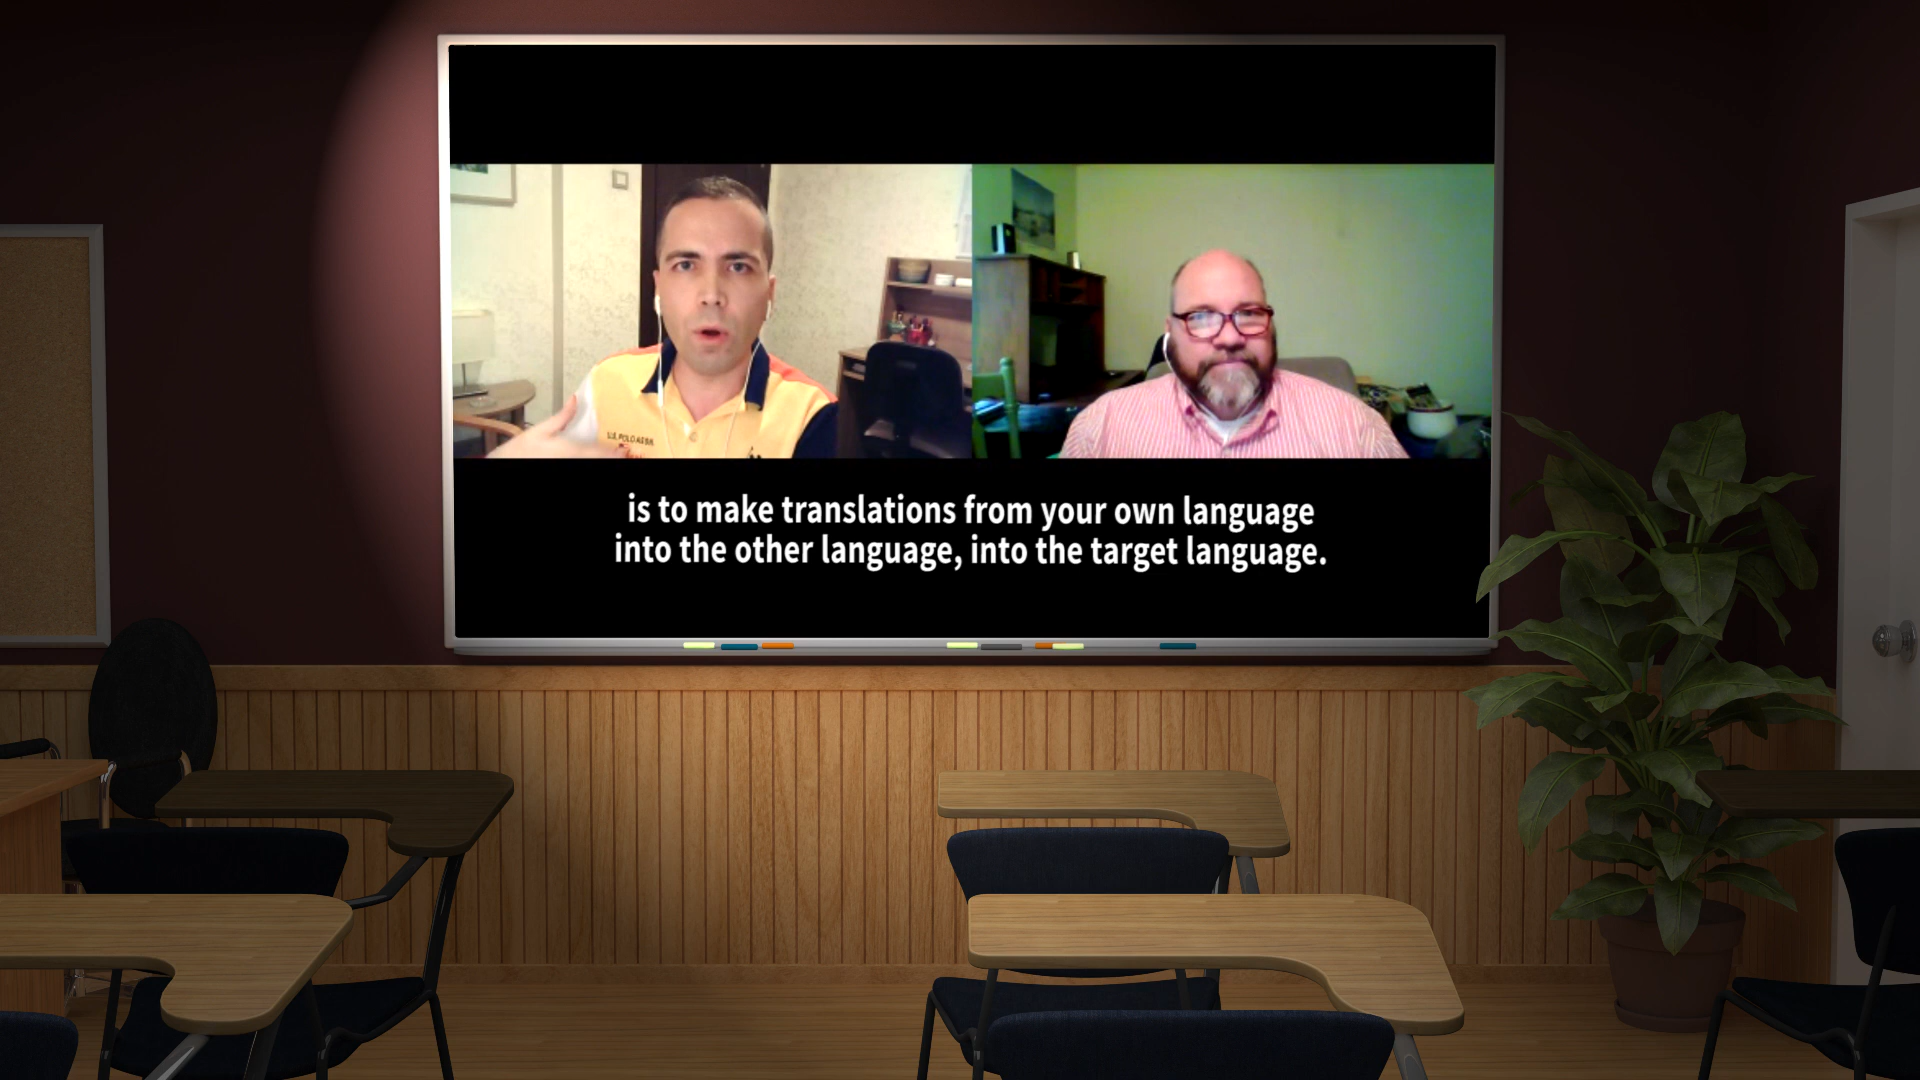 is to make translations from your own language
into the other language, into the target language.